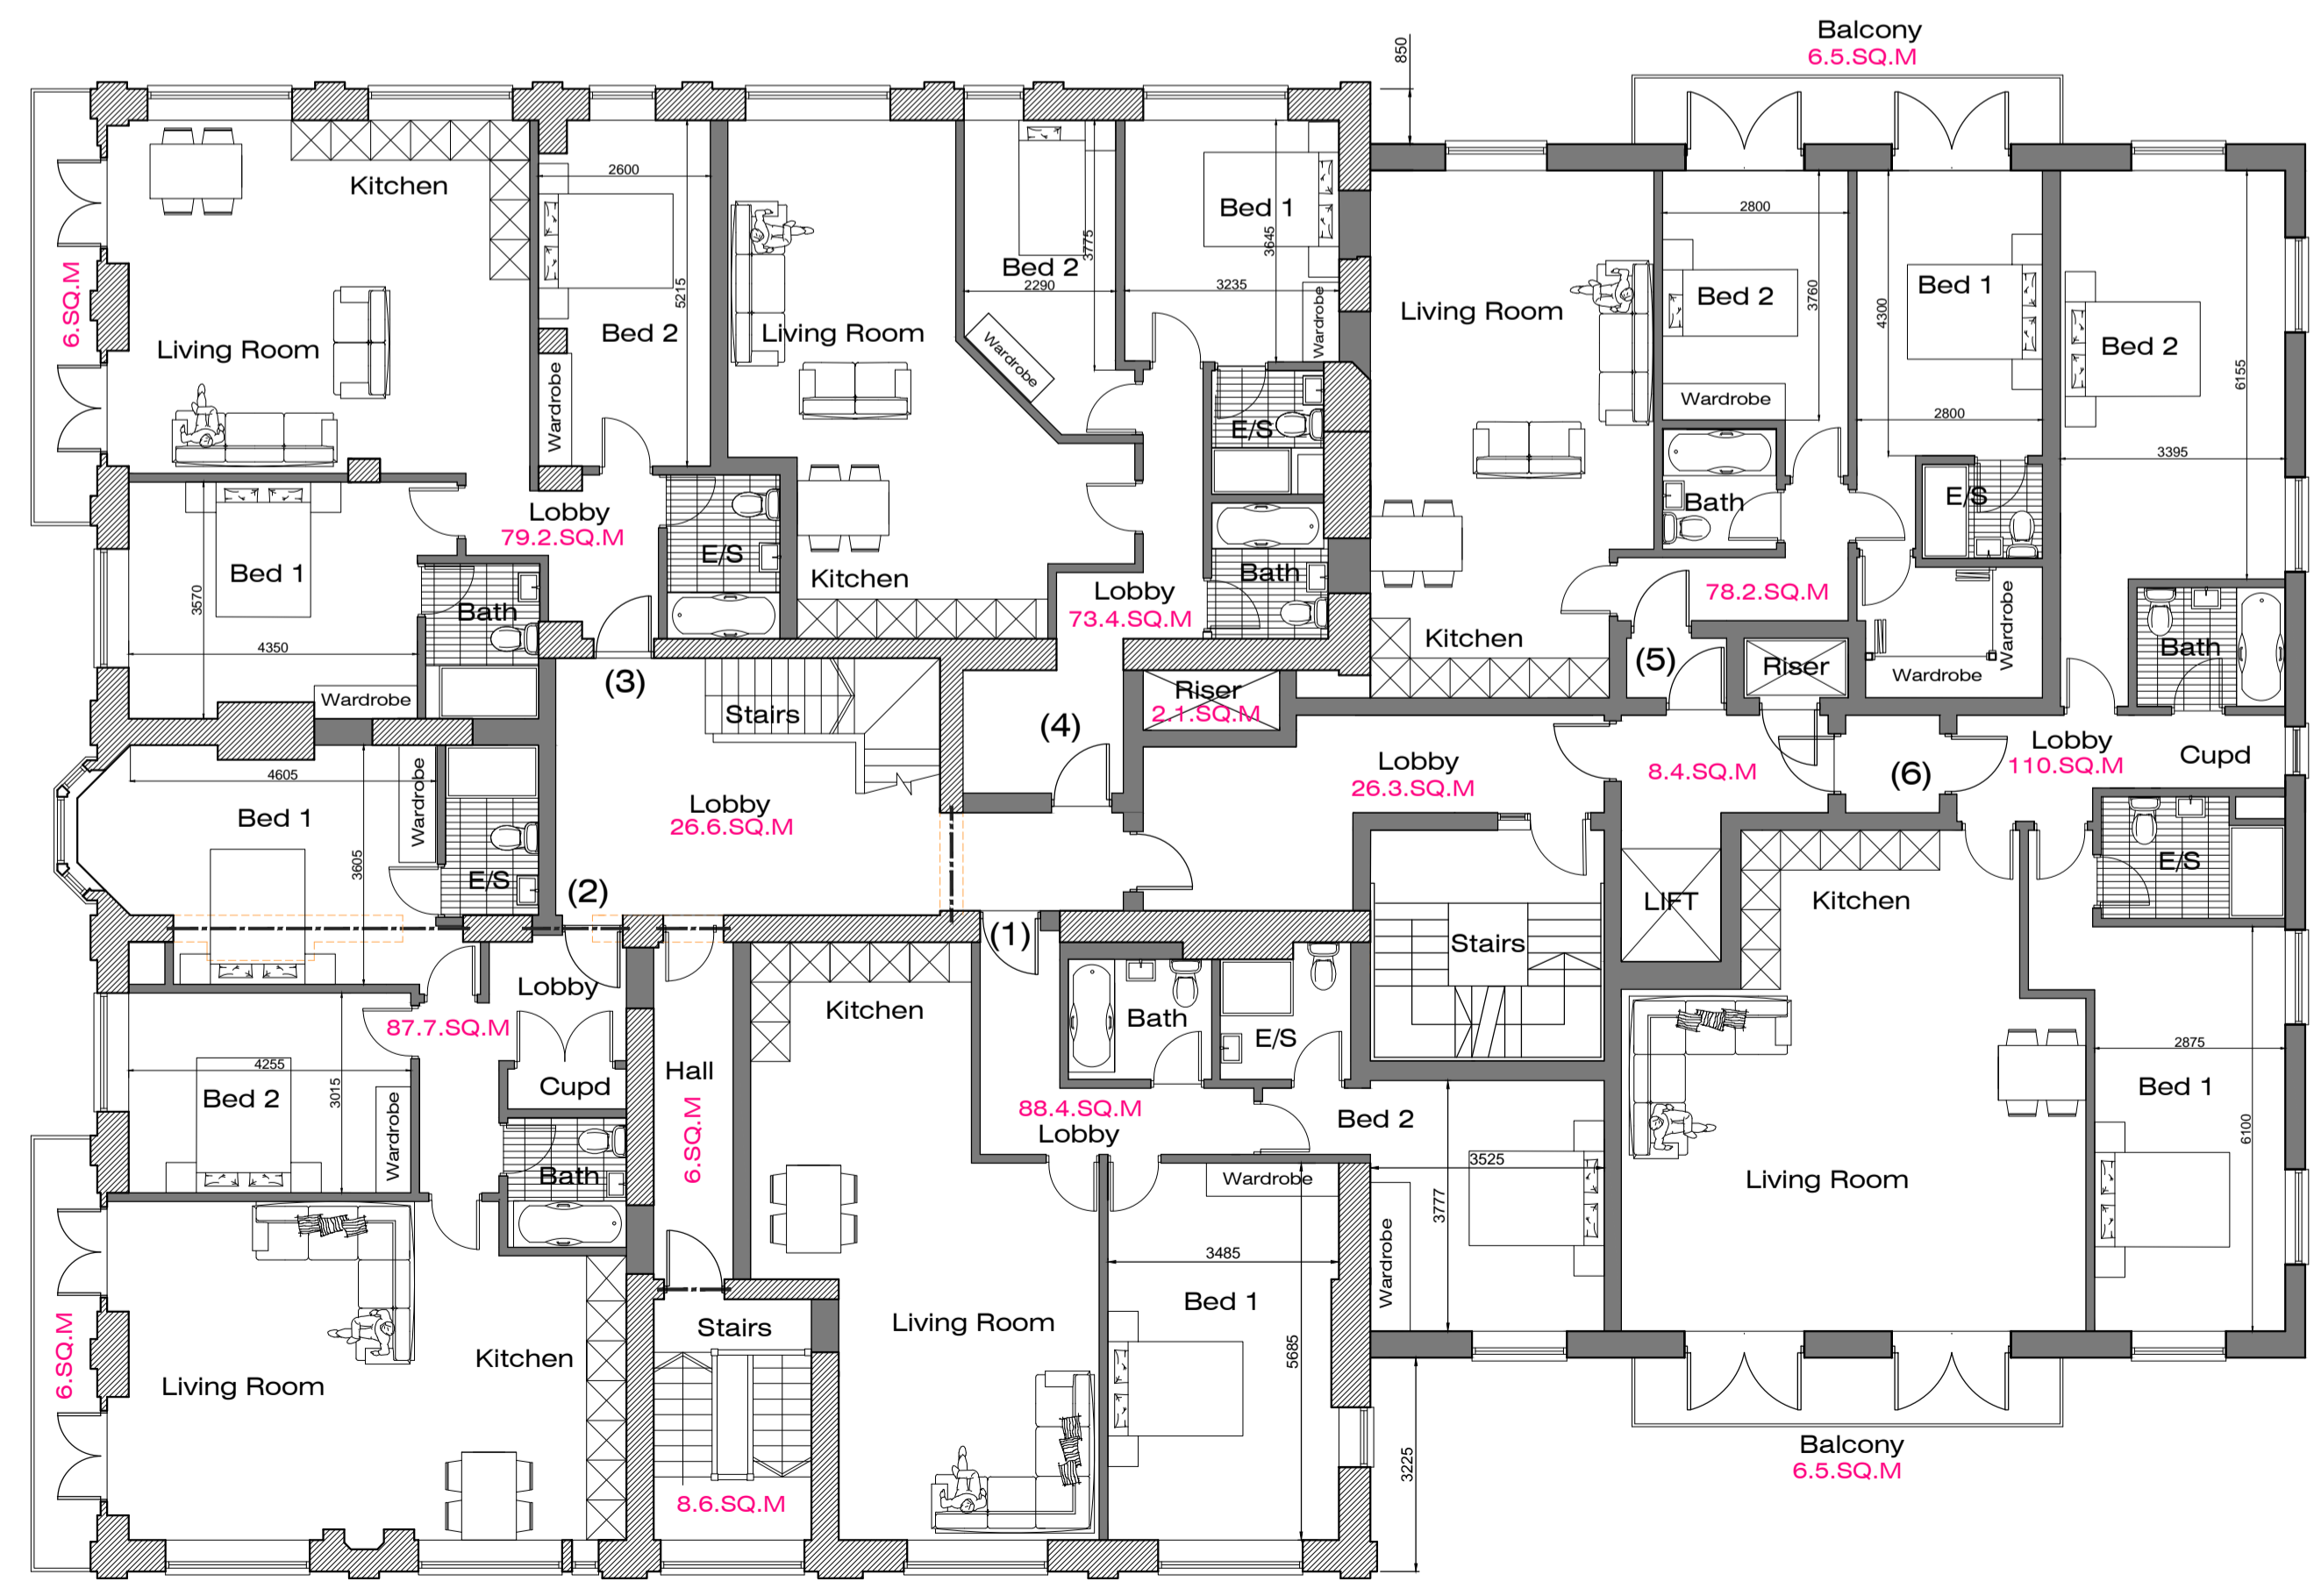 Balcony
6.5.SQ.M
850
Kitchen
2600
5215
Bed 2
Wardrobe
6.SQ.M
Living Room
Living Room
Bed 2
3775
2290
Wardrobe
Bed 1
3645
3235
Wardrobe
Living Room
2800
Bed 2
3760
Wardrobe
Bed 1
4300
2800
Bed 2
6155
3395
Lobby
79.2.SQ.M
E/S
Kitchen
E/S
Bath
Lobby
73.4.SQ.M
Bath
E/S
78.2.SQ.M
Kitchen
(5)
Riser
Wardrobe
Wardrobe
Bath
Bed 1
3570
4350
Wardrobe
Bath
(3)
Stairs
(4)
Riser
2.1.SQ.M
Lobby
26.3.SQ.M
8.4.SQ.M
(6)
Lobby
110.SQ.M
Cupd
4605
Bed 1
3605
Wardrobe
E/S
Lobby
26.6.SQ.M
(2)
(1)
Stairs
LIFT
Kitchen
E/S
Lobby
87.7.SQ.M
4255
Bed 2
3015
Wardrobe
Cupd
Bath
Hall
6.SQ.M
Kitchen
Bath
E/S
88.4.SQ.M
Lobby
Bed 2
3525
3777
Wardrobe
Wardrobe
Living Room
2875
Bed 1
6100
6.SQ.M
Living Room
Kitchen
Stairs
8.6.SQ.M
Living Room
3485
Bed 1
5685
3225
Balcony
6.5.SQ.M